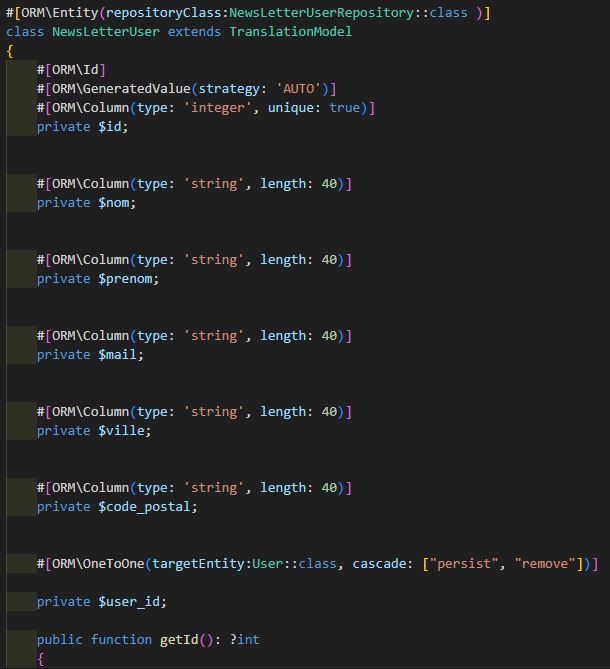 #[ORM\Entity(repositoryClass:NewsLetterUserRepository::class )]
class NewsLetterUser extends TranslationModel
{
#[ORM\Id]
#[ORM\GeneratedValue(strategy: 'AUTO')]
#[ORM\Column(type: 'integer', unique: true)]
private $id;
#[ORM\Column(type: 'string', length: 40)]
private $nom;
#[ORM\Column(type: 'string', length: 40)]
private $prenom;
#[ORM\Column(type: 'string', length: 40)]
private $mail;
#[ORM\Column(type: 'string', length: 40)]
private $ville;
#[ORM\Column(type: 'string', length: 40)]
private $code_postal;
#[ORM\OneToOne(targetEntity:User::class, cascade: ["persist", "remove"])]
private $user_id;
public function getId(): ?int
{